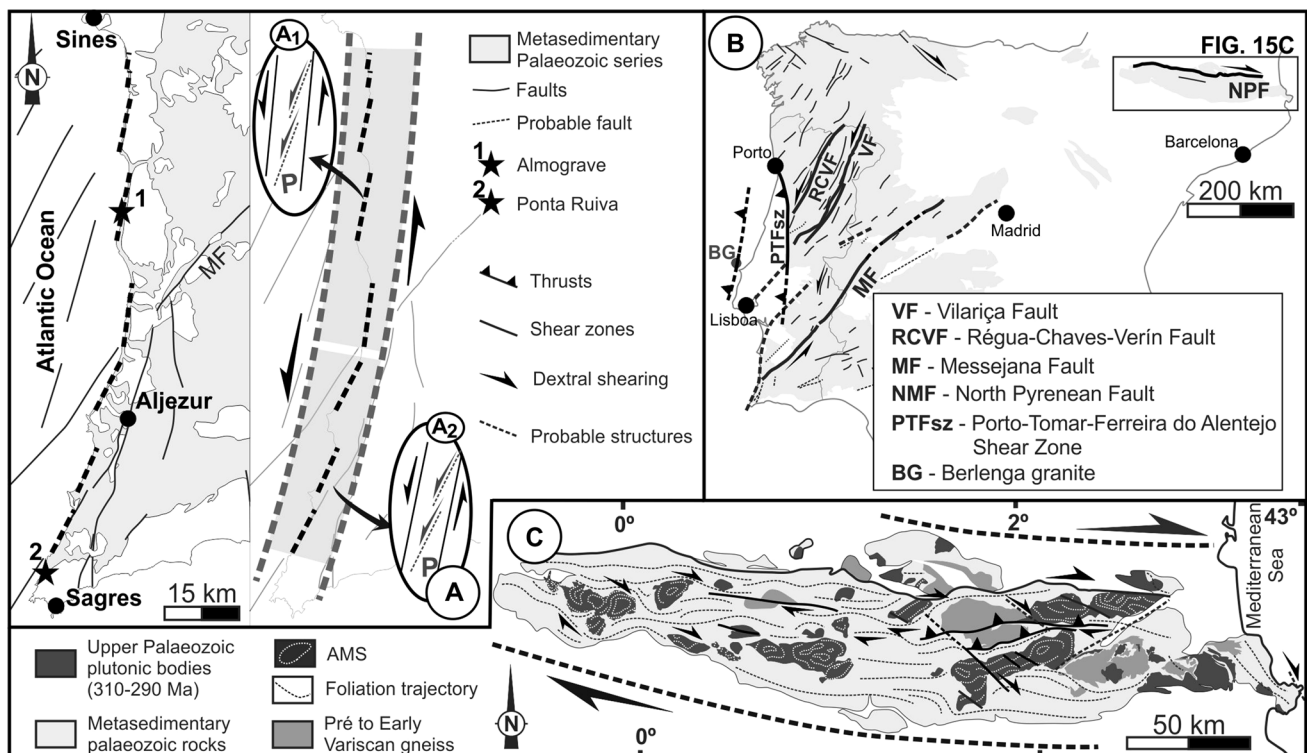 Sines
N
1
Atlantic Ocean
MF
Aljezur
2
Sagres
15 km
A1
P
A2
P
A
Metasedimentary
Palaeozoic series
Faults
Probable fault
1
Almograve
2
Ponta Ruiva
Thrusts
Shear zones
Dextral shearing
Probable structures
B
FIG. 15C
NPF
Porto
Barcelona
RCVF
VF
200 km
PTFsz
Madrid
BG
MF
Lisboa
VF - Vilariça Fault
RCVF - Régua-Chaves-Verín Fault
MF - Messejana Fault
NMF - North Pyrenean Fault
PTFsz - Porto-Tomar-Ferreira do Alentejo
Shear Zone
BG - Berlenga granite
C
0º
2º
43º
Mediterranean
Sea
N
0º
50 km
Upper Palaeozoic
plutonic bodies
(310-290 Ma)
Metasedimentary
palaeozoic rocks
AMS
Foliation trajectory
Pré to Early
Variscan gneiss